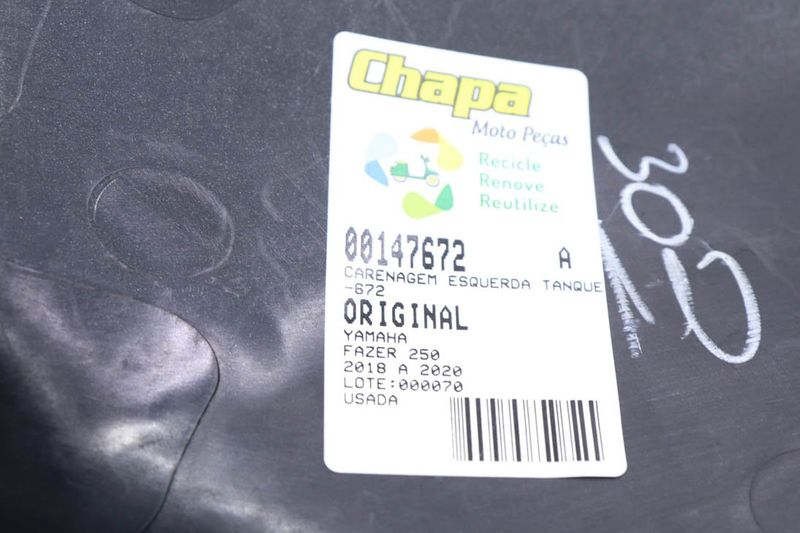 Chapa
Moto Peças
Recicle
Renove
Reutilize
00147672 A
CARENAGEM ESQUERDA TANQUE
-672
ORIGINAL
YAMAHA
FAZER 250
2018 A 2020
LOTE:000070
USADA